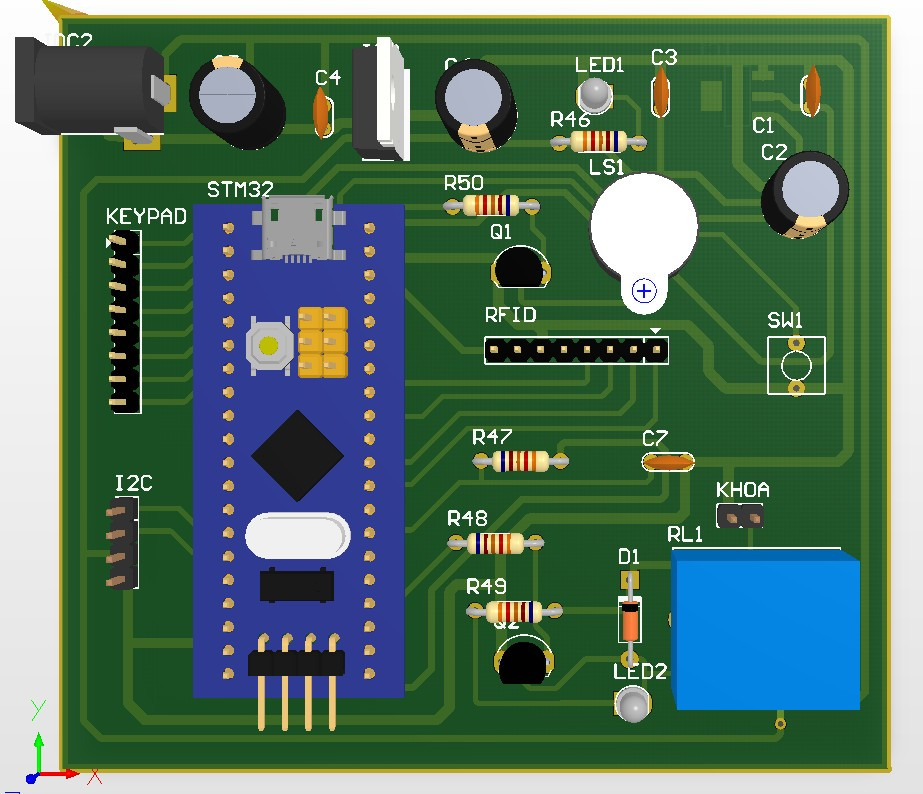 C4
LED1
C3
R46
C1
C2
LS1
R50
STM32
KEYPAD
Q1
RFID
SW1
R47
C7
I2C
KHOA
R48
RL1
D1
R49
Q2
LED2
y
x